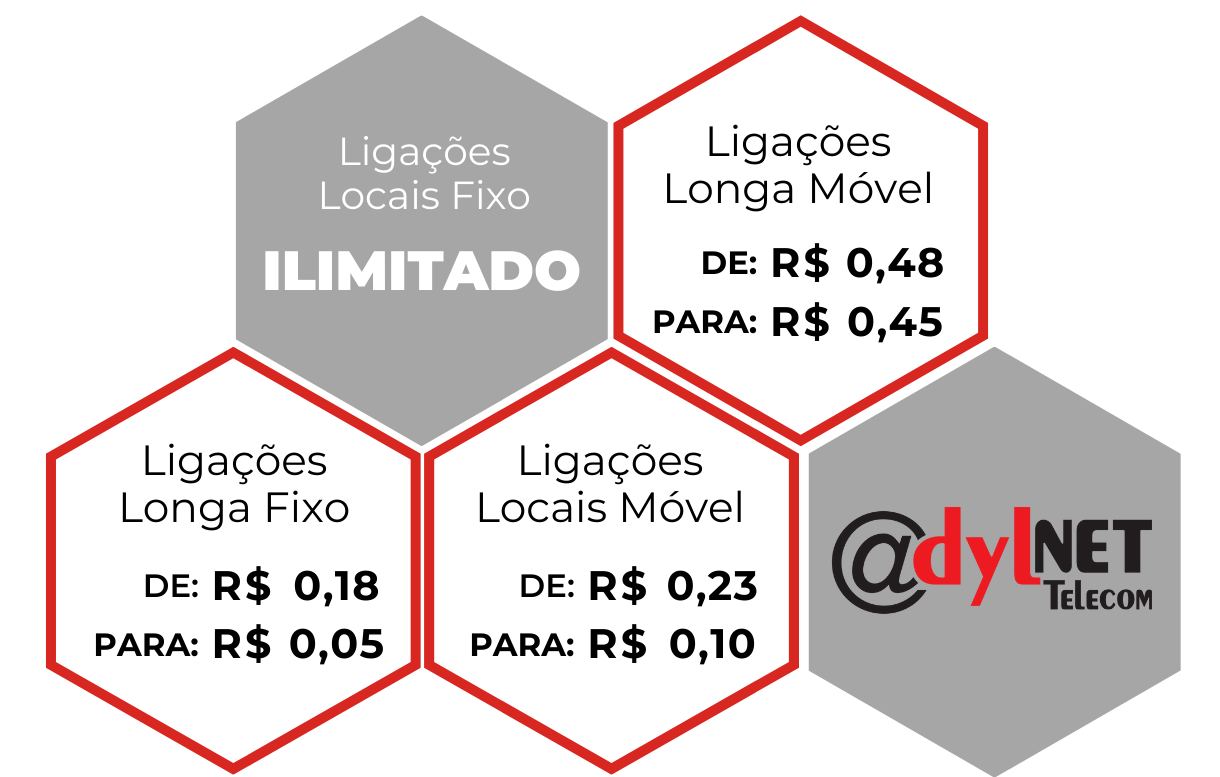 Ligações
Locais Fixo
ILIMITADO
Ligações
Longa Móvel
DE: R$ 0,48
PARA: R$ 0,45
Ligações
Longa Fixo
DE: R$ 0,18
PARA: R$ 0,05
Ligações
Locais Móvel
DE: R$ 0,23
PARA: R$ 0,10
@dylNET
TELECOM